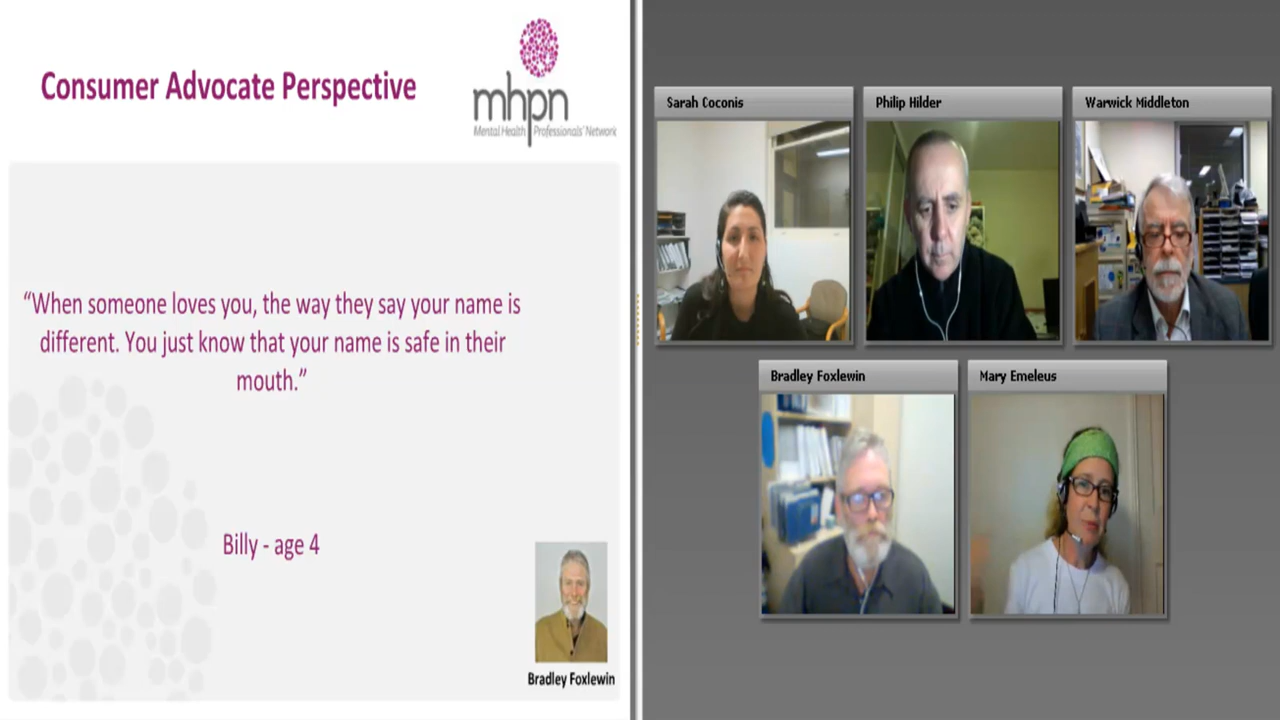 Consumer Advocate Perspective
mhpn
Mental Health Professionals' Network
“When someone loves you, the way they say your name is
different. You just know that your name is safe in their
mouth.”
Billy - age 4
Bradley Foxlewin
Sarah Coconis
Philip Hilder
Warwick Middleton
Bradley Foxlewin
Mary Emeleus